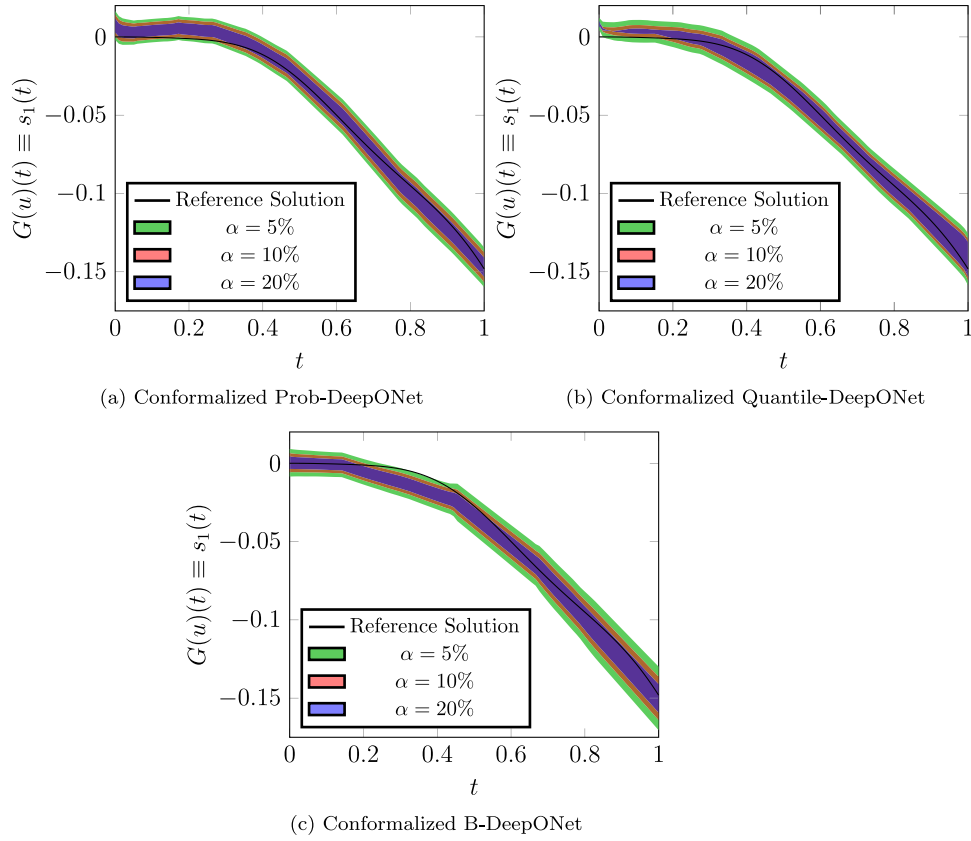 0
−0.05
−0.1
−0.15
G(u)(t) ≡ s₁(t)
Reference Solution
α = 5%
α = 10%
α = 20%
0 0.2 0.4 0.6 0.8 1
t
(a) Conformalized Prob-DeepONet
0
−0.05
−0.1
−0.15
G(u)(t) ≡ s₁(t)
Reference Solution
α = 5%
α = 10%
α = 20%
0 0.2 0.4 0.6 0.8 1
t
(b) Conformalized Quantile-DeepONet
0
−0.05
−0.1
−0.15
G(u)(t) ≡ s₁(t)
Reference Solution
α = 5%
α = 10%
α = 20%
0 0.2 0.4 0.6 0.8 1
t
(c) Conformalized B-DeepONet